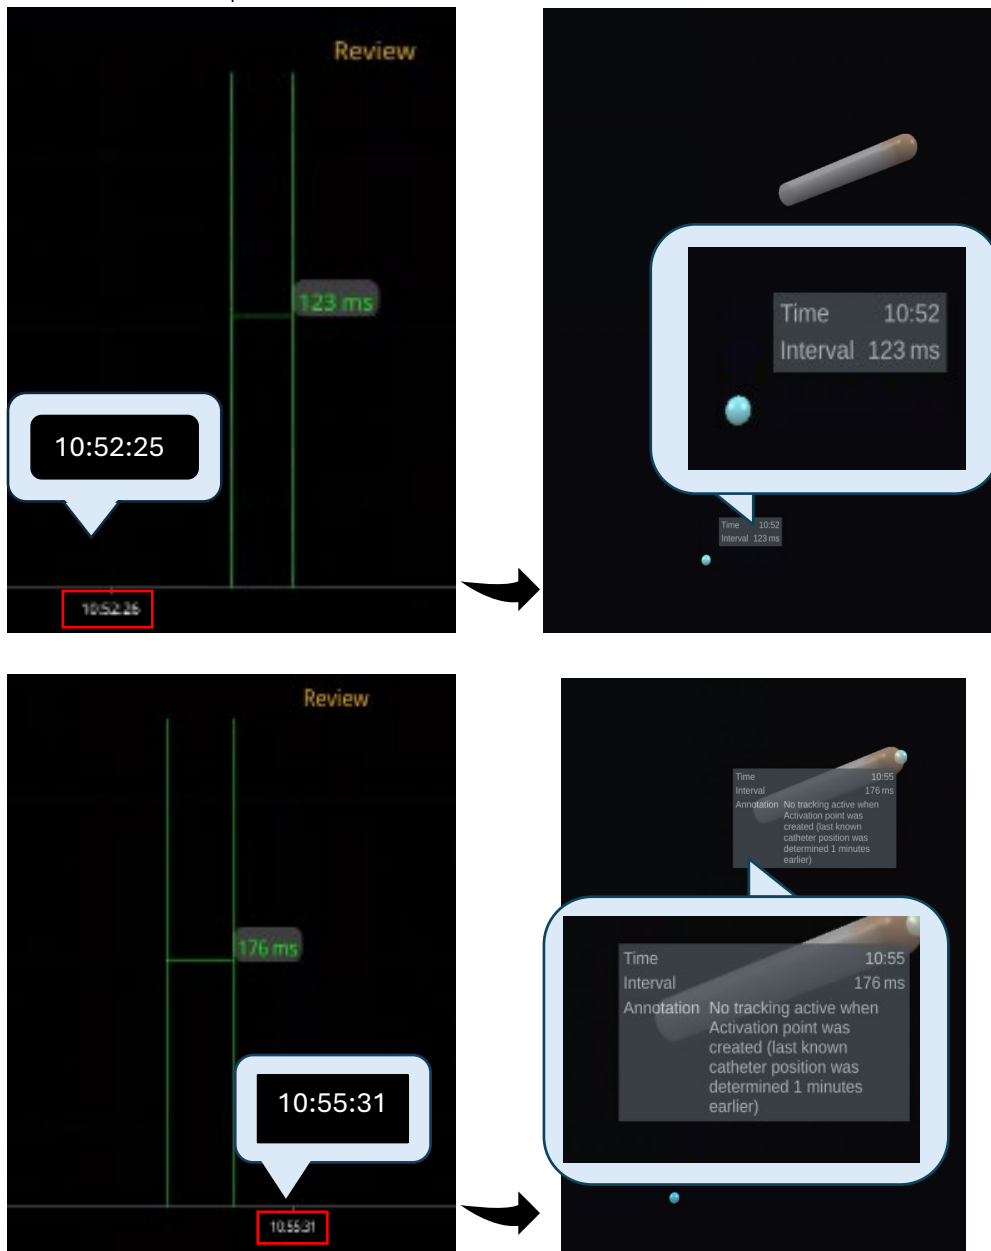 Review
123 ms
10:52:25
10:52:26
Time 10:52
Interval 123 ms
Time 10:52
Interval 123 ms
Review
176 ms
10:55:31
10:55:31
Time 10:55
Interval 176 ms
Annotation No tracking active when
Activation point was
created (last known
catheter position was
determined 1 minutes
earlier)
Time 10:55
Interval 176 ms
Annotation No tracking active when
Activation point was
created (last known
catheter position was
determined 1 minutes
earlier)